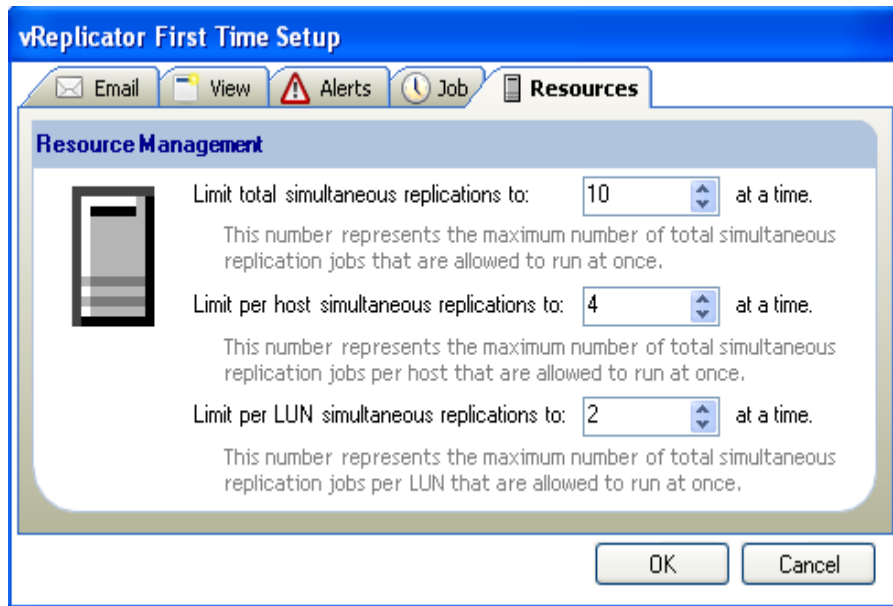 vReplicator First Time Setup
Email View Alerts Job Resources
Resource Management
Limit total simultaneous replications to: 10 at a time.
This number represents the maximum number of total simultaneous
replication jobs that are allowed to run at once.
Limit per host simultaneous replications to: 4 at a time.
This number represents the maximum number of total simultaneous
replication jobs per host that are allowed to run at once.
Limit per LUN simultaneous replications to: 2 at a time.
This number represents the maximum number of total simultaneous
replication jobs per LUN that are allowed to run at once.
OK Cancel